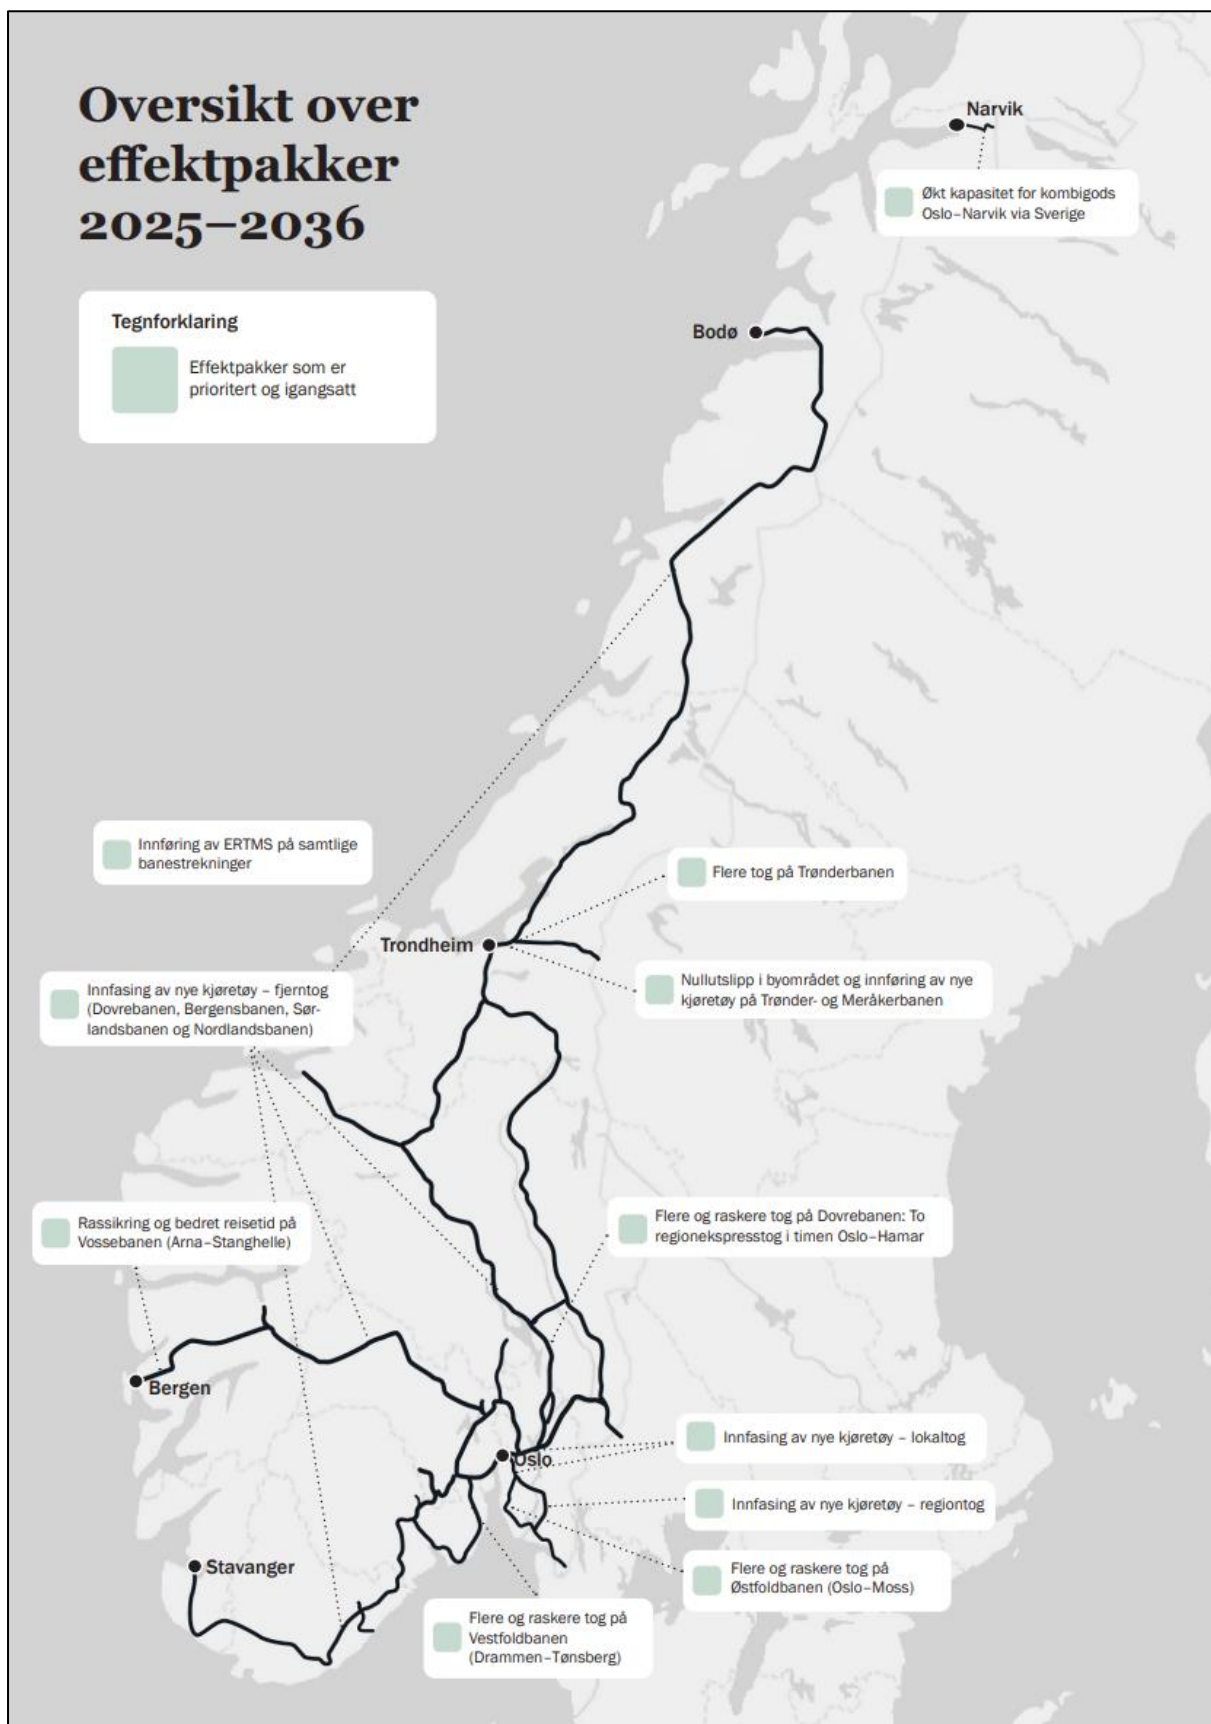 Oversikt over
effektpakker
2025–2036
Tegnforklaring
Effektpakker som er
prioritert og igangsatt
Narvik
Økt kapasitet for kombigods
Oslo–Narvik via Sverige
Bodø
Innføring av ERTMS på samtlige
banestrekninger
Flere tog på Trønderbanen
Trondheim
Nullutslipp i byområdet og innføring av nye
kjøretøy på Trønder- og Meråkerbanen
Innfasing av nye kjøretøy – fjerntog
(Dovrebanen, Bergensbanen, Sør-
landsbanen og Nordlandsbanen)
Rassikring og bedret reisetid på
Vossebanen (Arna–Stanghelle)
Flere og raskere tog på Dovrebanen: To
regionekspresstog i timen Oslo–Hamar
Bergen
Innfasing av nye kjøretøy – lokaltog
Oslo
Innfasing av nye kjøretøy – regiontog
Stavanger
Flere og raskere tog på
Østfoldbanen (Oslo–Moss)
Flere og raskere tog på
Vestfoldbanen
(Drammen–Tønsberg)